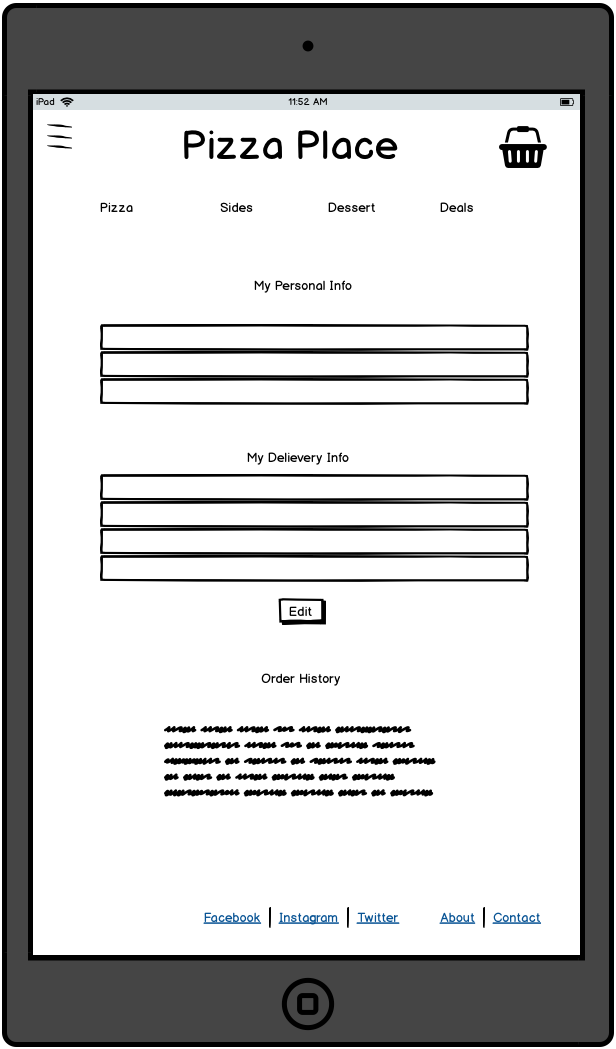 iPad 11:52 AM
Pizza Place
Pizza Sides Dessert Deals
My Personal Info
My Delievery Info
Edit
Order History
Facebook Instagram Twitter About Contact